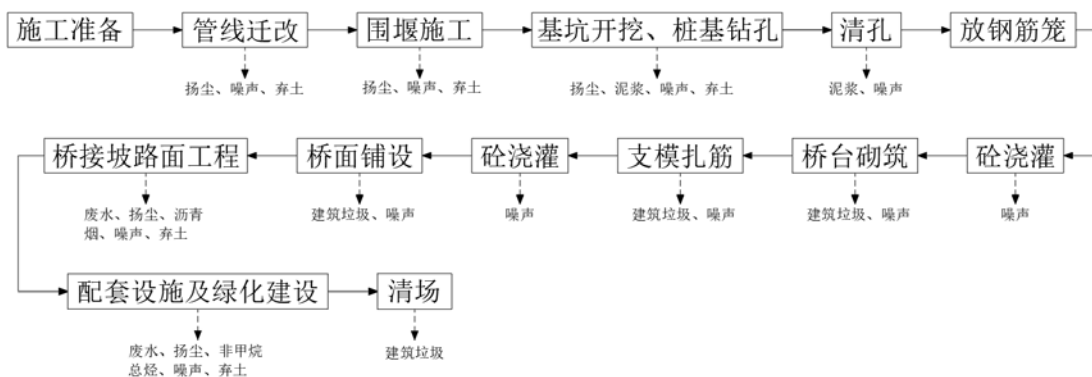 施工准备
管线迁改
围堰施工
基坑开挖、桩基钻孔
清孔
放钢筋笼
扬尘、噪声、弃土
扬尘、噪声、弃土
扬尘、泥浆、噪声、弃土
泥浆、噪声
桥接坡路面工程
桥面铺设
砼浇灌
支模扎筋
桥台砌筑
砼浇灌
废水、扬尘、沥青
烟、噪声、弃土
建筑垃圾、噪声
噪声
建筑垃圾、噪声
建筑垃圾、噪声
噪声
配套设施及绿化建设
清场
废水、扬尘、非甲烷
总烃、噪声、弃土
建筑垃圾